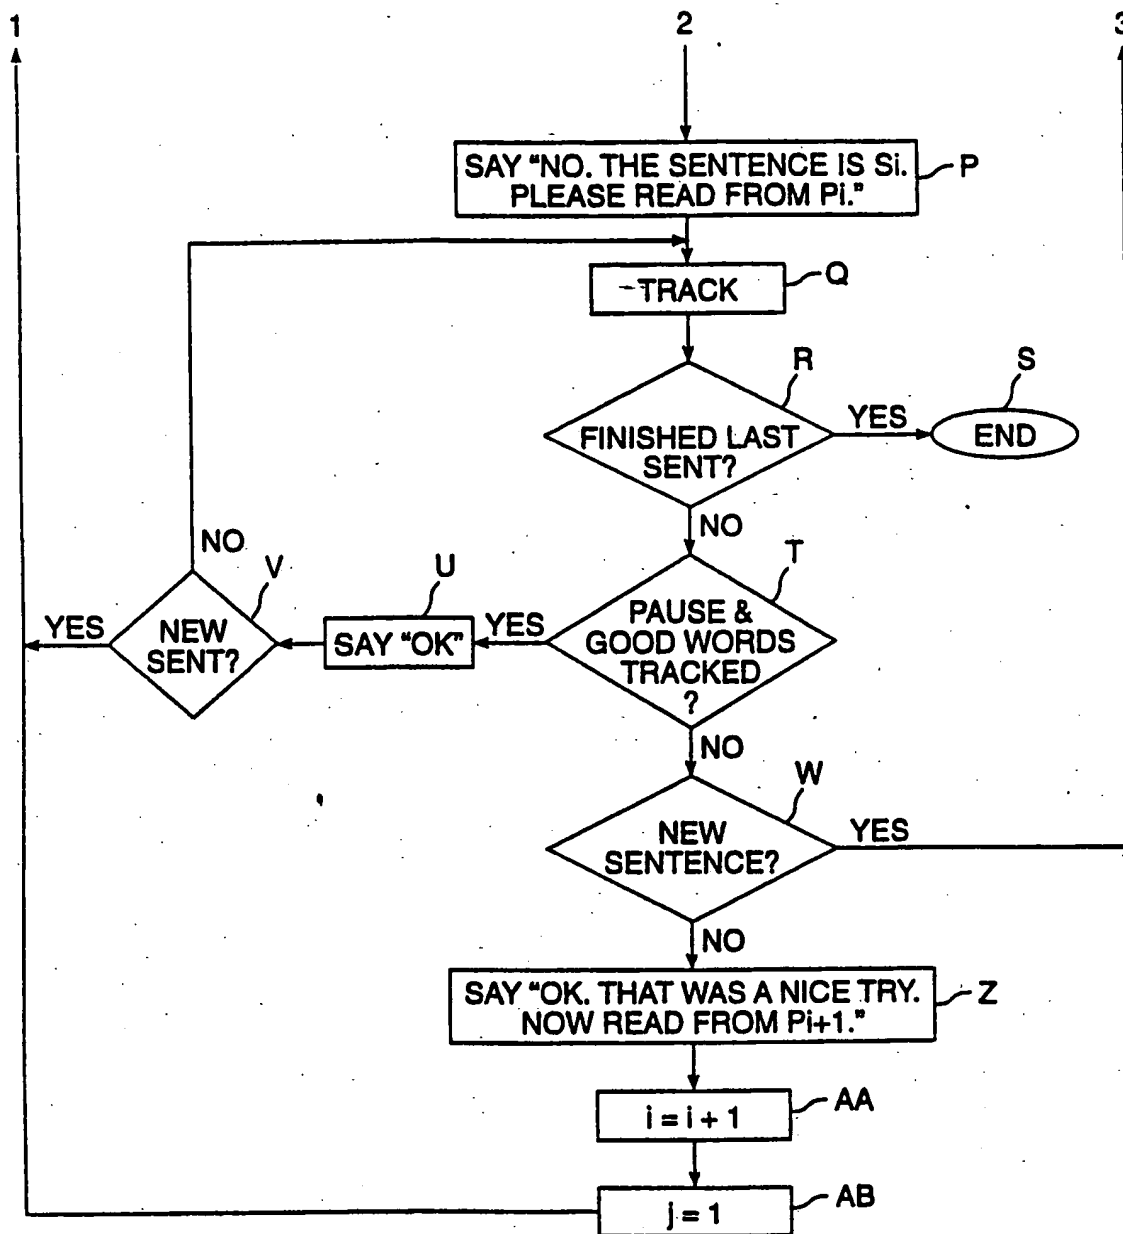 1
2
3
SAY “NO. THE SENTENCE IS Si.
PLEASE READ FROM Pi.”
P
TRACK
Q
R
S
FINISHED LAST
SENT?
YES
END
NO
T
PAUSE &
GOOD WORDS
TRACKED
?
YES
U
SAY “OK”
V
NO
NEW
SENT?
YES
NO
W
NEW
SENTENCE?
YES
NO
SAY “OK. THAT WAS A NICE TRY.
NOW READ FROM Pi+1.”
Z
i = i + 1
AA
j = 1
AB